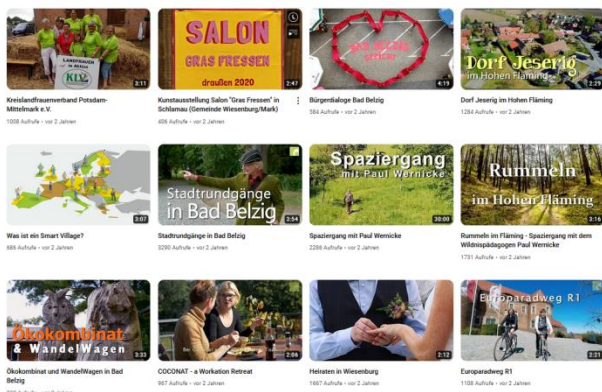 LANDFRAUEN
in Aktion
KLV
3:11
SALON
GRAS FRESSEN
draußen 2020
2:47
4:19
Dorf Jeserig
im Hohen Fläming
2:29
Kreislandfrauenverband Potsdam-
Mittelmark e.V.
1008 Aufrufe • vor 2 Jahren
Kunstausstellung Salon "Gras Fressen" in
Schlamau (Gemeinde Wiesenburg/Mark)
406 Aufrufe • vor 2 Jahren
Bürgerdialoge Bad Belzig
584 Aufrufe • vor 2 Jahren
Dorf Jeserig im Hohen Fläming
1284 Aufrufe • vor 2 Jahren
3:07
Stadtrundgänge
in Bad Belzig
3:54
Spaziergang
mit Paul Wernicke
30:00
Rummeln
im Hohen Fläming
3:16
Was ist ein Smart Village?
686 Aufrufe • vor 2 Jahren
Stadtrundgänge in Bad Belzig
3290 Aufrufe • vor 2 Jahren
Spaziergang mit Paul Wernicke
2286 Aufrufe • vor 2 Jahren
Rummeln im Fläming - Spaziergang mit dem
Wildnispädagogen Paul Wernicke
1731 Aufrufe • vor 2 Jahren
Ökokombinat
& WandelWagen
3:33
2:06
2:12
Europaradweg R1
2:21
Ökokombinat und WandelWagen in Bad
Belzig
COCONAT - a Workation Retreat
967 Aufrufe • vor 2 Jahren
Heiraten in Wiesenburg
1667 Aufrufe • vor 2 Jahren
Europaradweg R1
1108 Aufrufe • vor 2 Jahren